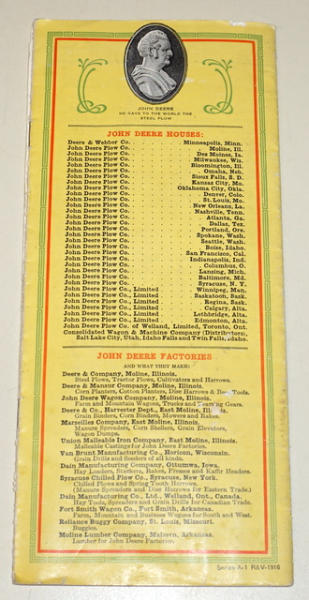 JOHN DEERE
HE GAVE TO THE WORLD THE
STEEL PLOW
JOHN DEERE HOUSES:
Deere & Webber Co. Minneapolis, Minn.
John Deere Plow Co. Moline, Ill.
John Deere Plow Co. Des Moines, Ia.
John Deere Plow Co. Milwaukee, Wis.
John Deere Plow Co. Bloomington, Ill.
John Deere Plow Co. Omaha, Neb.
John Deere Plow Co. Sioux Falls, S. D.
John Deere Plow Co. Kansas City, Mo.
John Deere Plow Co. Oklahoma City, Okla.
John Deere Plow Co. Denver, Colo.
John Deere Plow Co. St. Louis, Mo.
John Deere Plow Co. New Orleans, La.
John Deere Plow Co. Nashville, Tenn.
John Deere Plow Co. Atlanta, Ga.
John Deere Plow Co. Dallas, Tex.
John Deere Plow Co. Portland, Ore.
John Deere Plow Co. Spokane, Wash.
John Deere Plow Co. Seattle, Wash.
John Deere Plow Co. Boise, Idaho
John Deere Plow Co. San Francisco, Cal.
John Deere Plow Co. Indianapolis, Ind.
John Deere Plow Co. Columbus, O.
John Deere Plow Co. Lansing, Mich.
John Deere Plow Co. Baltimore, Md.
John Deere Plow Co. Syracuse, N. Y.
John Deere Plow Co., Limited Winnipeg, Man.
John Deere Plow Co., Limited Saskatoon, Sask.
John Deere Plow Co., Limited Regina, Sask.
John Deere Plow Co., Limited Calgary, Alta.
John Deere Plow Co., Limited Lethbridge, Alta.
John Deere Plow Co., Limited Edmonton, Alta.
John Deere Plow Co. of Welland, Limited, Toronto, Ont.
Consolidated Wagon & Machine Company (Distributors),
Salt Lake City, Utah, Idaho Falls and Twin Falls, Idaho.
JOHN DEERE FACTORIES
AND WHAT THEY MAKE:
Deere & Company, Moline, Illinois.
Steel Plows, Tractor Plows, Cultivators and Harrows.
Deere & Mansur Company, Moline, Illinois.
Corn Planters, Cotton Planters, Disc Harrows & Beet Tools.
John Deere Wagon Company, Moline, Illinois.
Farm and Mountain Wagons, Trucks and Teaming Gears.
Deere & Co., Harvester Dep't., East Moline, Illinois.
Grain Binders, Corn Binders, Mowers and Rakes.
Marseilles Company, East Moline, Illinois.
Manure Spreaders, Corn Shellers, Grain Elevators,
Wagon Dumps.
Union Malleable Iron Company, East Moline, Illinois.
Malleable Castings for John Deere Factories.
Van Brunt Manufacturing Co., Horicon, Wisconsin.
Grain Drills and Seeders of all kinds.
Dain Manufacturing Company, Ottumwa, Iowa.
Hay Loaders, Stackers, Rakes, Presses and Kaffir Headers.
Syracuse Chilled Plow Co., Syracuse, New York.
Chilled Plows and Spring Tooth Harrows.
(Manure Spreaders and Disc Harrows for Eastern Trade.)
Dain Manufacturing Co., Ltd., Welland, Ont., Canada.
Hay Tools, Spreaders and Grain Drills for Canadian Trade.
Fort Smith Wagon Co., Fort Smith, Arkansas.
Farm, Mountain and Business Wagons for South and West.
Reliance Buggy Company, St. Louis, Missouri.
Buggies.
Moline Lumber Company, Malvern, Arkansas.
Lumber for John Deere Factories.
Series A-1 REV-1916